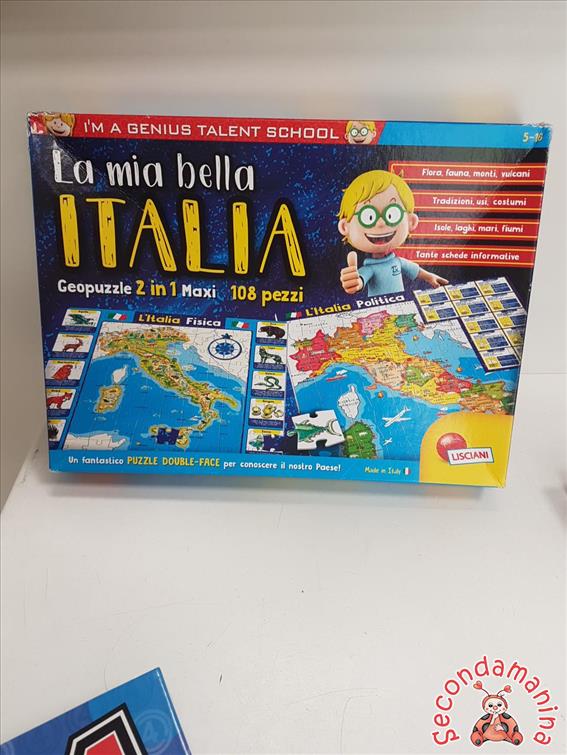 I'M A GENIUS TALENT SCHOOL
5-10
La mia bella
ITALIA
Geopuzzle 2 in 1 Maxi 108 pezzi
Flora, fauna, monti, vulcani
Tradizioni, usi, costumi
Isole, laghi, mari, fiumi
Tante schede informative
L'Italia Fisica
L'Italia Politica
Un fantastico PUZZLE DOUBLE-FACE per conoscere il nostro Paese!
Made in Italy
LISCIANI
Secondamanina